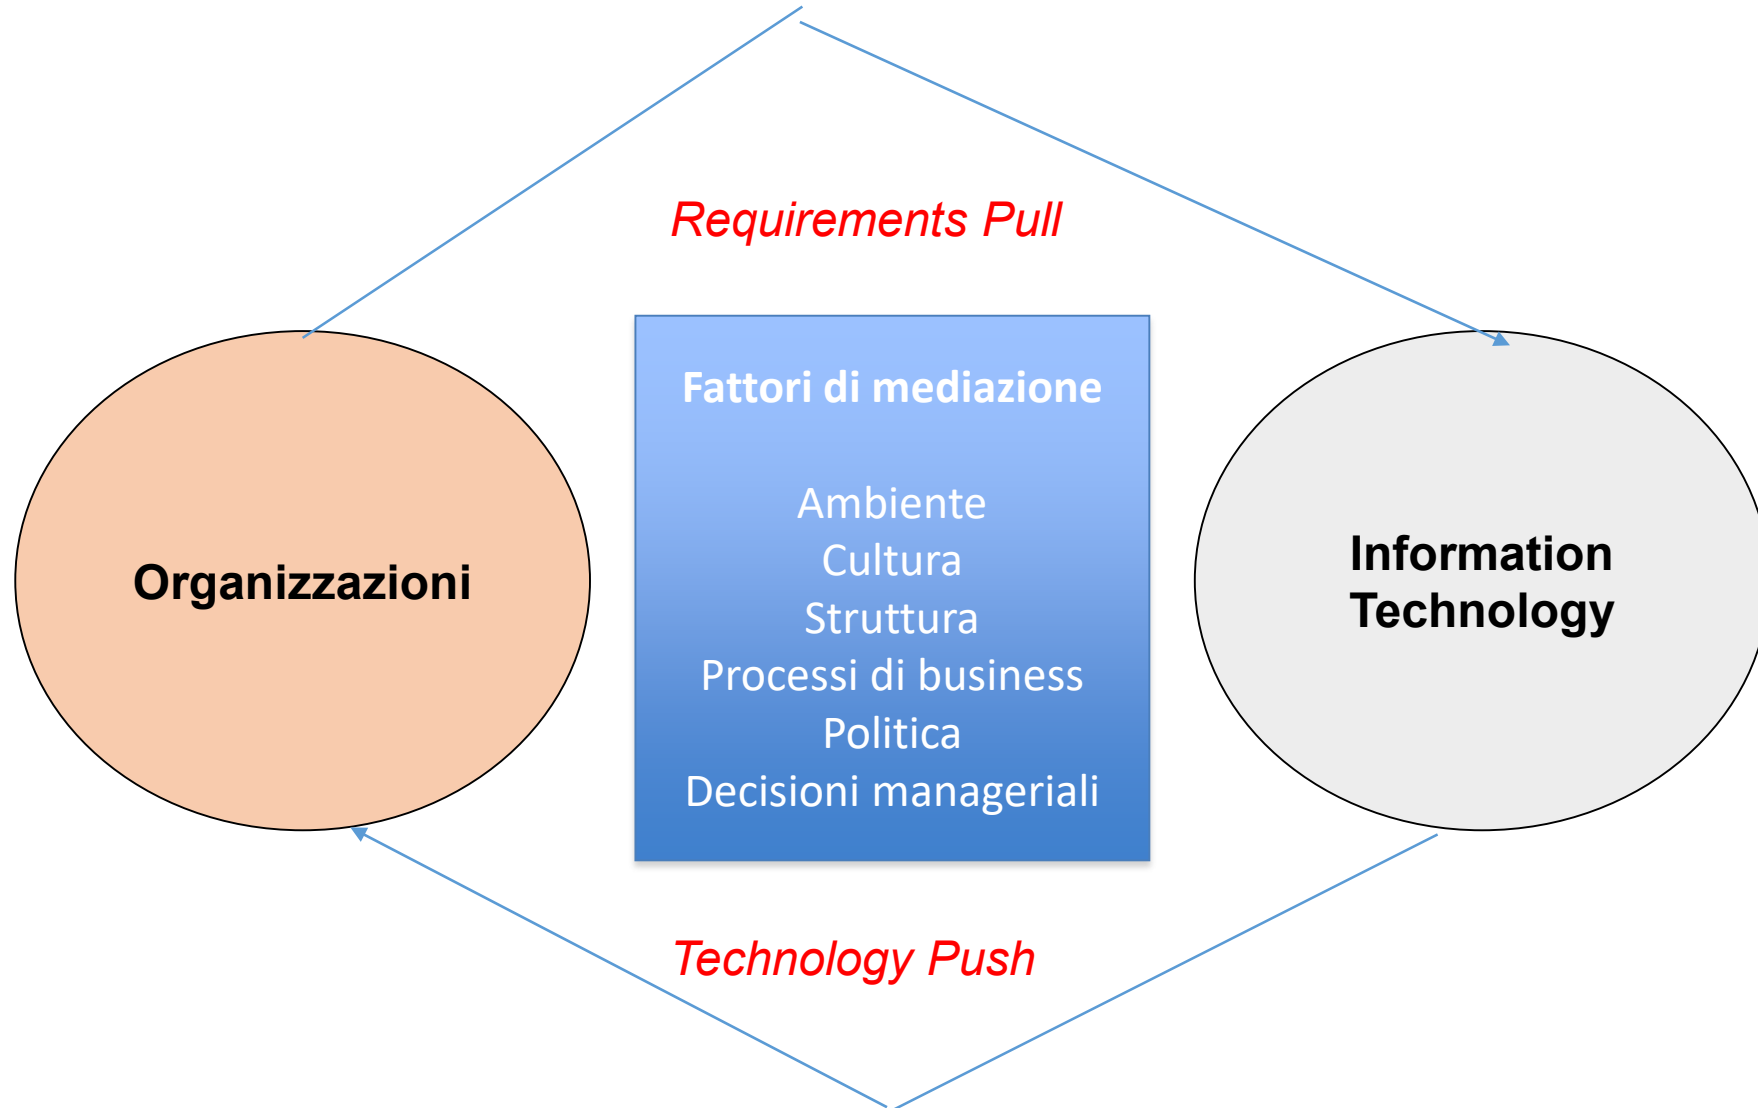 Requirements Pull
Fattori di mediazione
Ambiente
Cultura
Struttura
Processi di business
Politica
Decisioni manageriali
Organizzazioni
Information
Technology
Technology Push